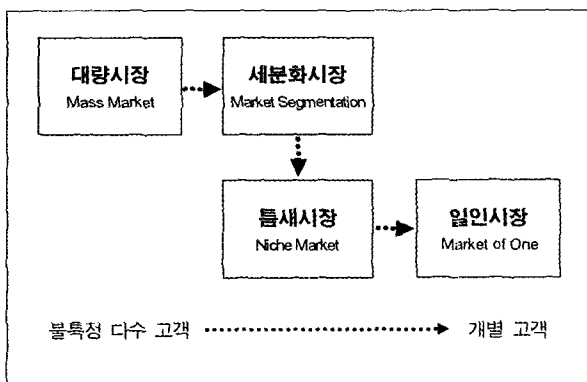 대량시장
Mass Market
세분화시장
Market Segmentation
틈새시장
Niche Market
일인시장
Market of One
불특정 다수 고객
개별 고객